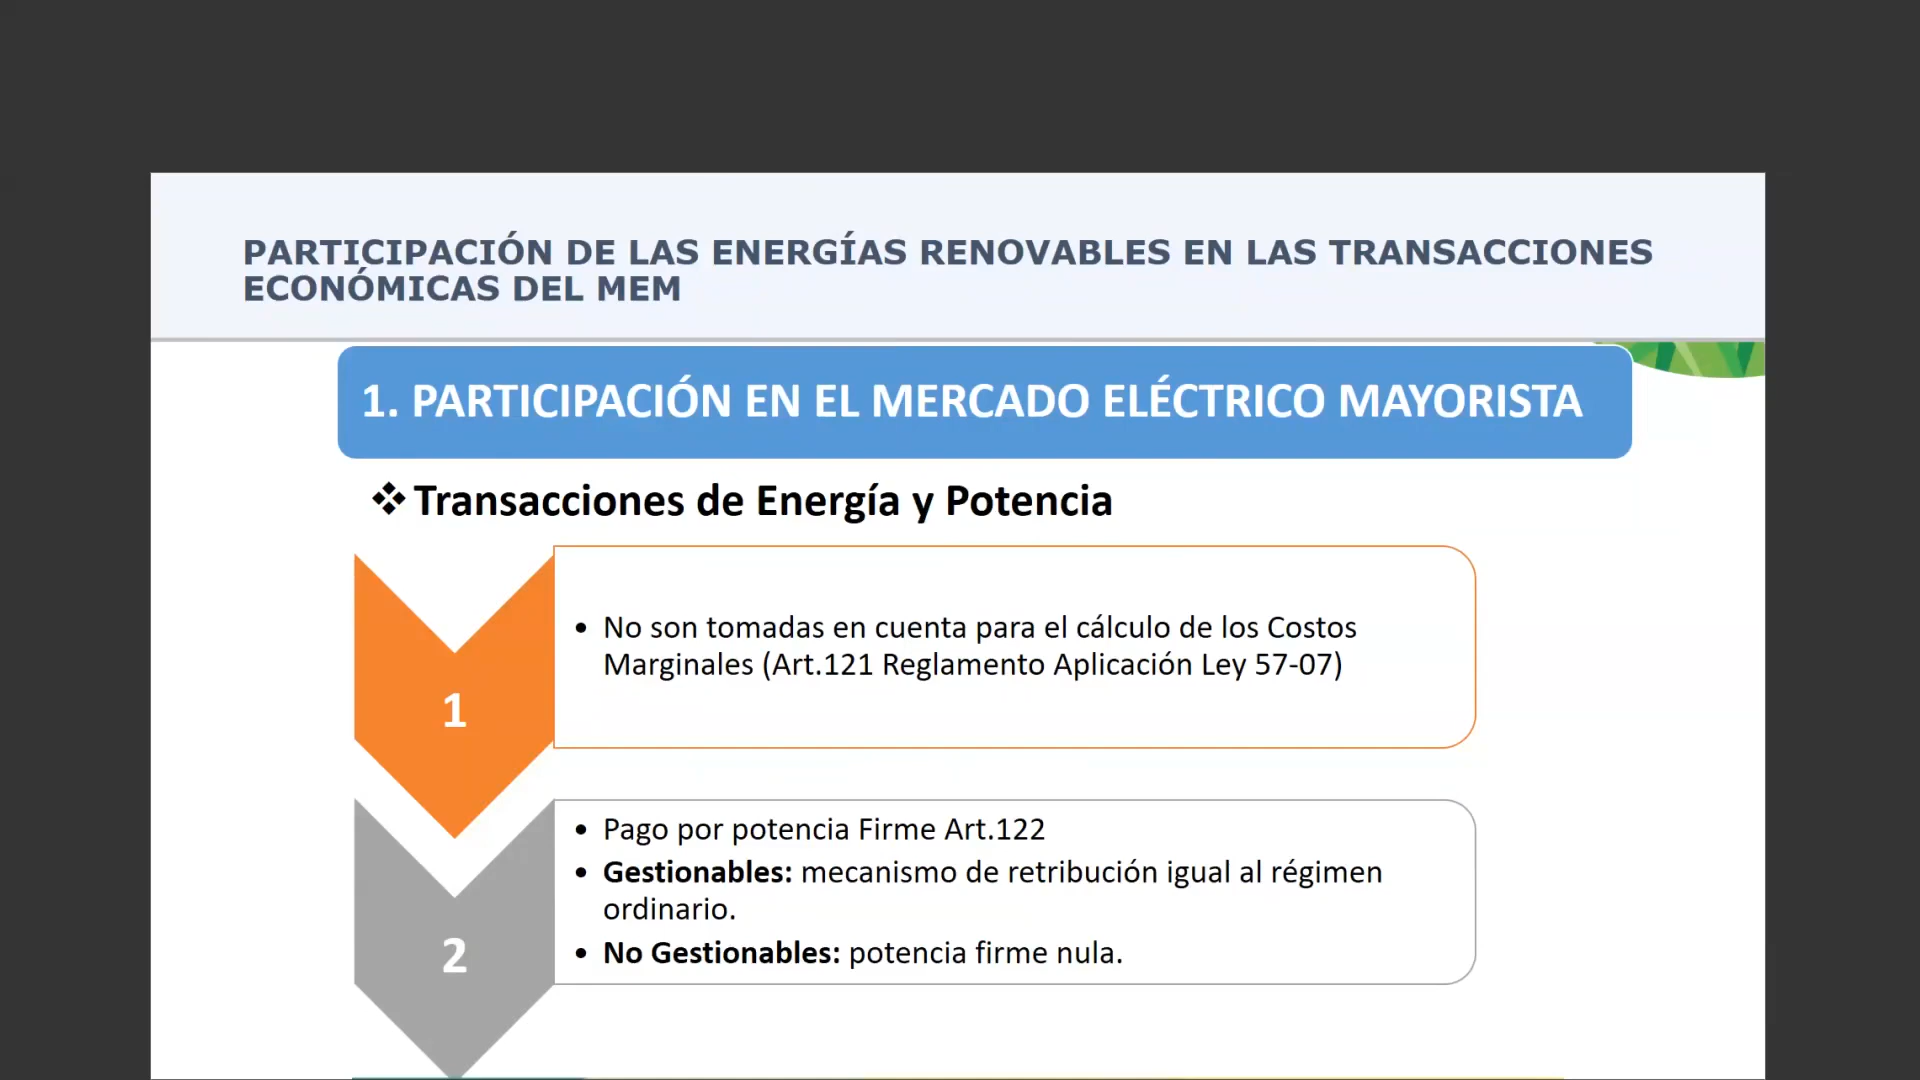 PARTICIPACIÓN DE LAS ENERGÍAS RENOVABLES EN LAS TRANSACCIONES
ECONÓMICAS DEL MEM
1. PARTICIPACIÓN EN EL MERCADO ELÉCTRICO MAYORISTA
❖ Transacciones de Energía y Potencia
1
• No son tomadas en cuenta para el cálculo de los Costos
Marginales (Art.121 Reglamento Aplicación Ley 57-07)
2
• Pago por potencia Firme Art.122
• Gestionables: mecanismo de retribución igual al régimen
ordinario.
• No Gestionables: potencia firme nula.